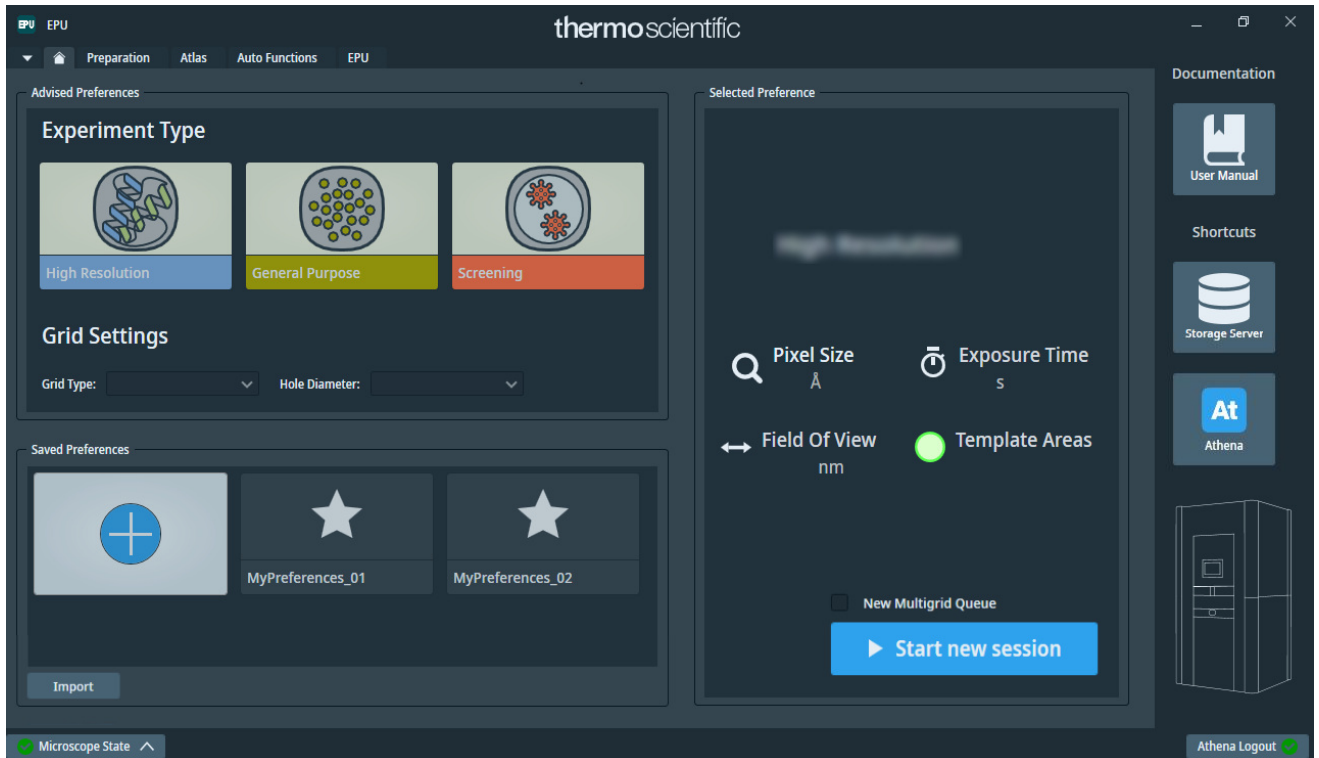 EPU EPU
thermo scientific
Preparation Atlas Auto Functions EPU
Advised Preferences
Experiment Type
High Resolution General Purpose Screening
Grid Settings
Grid Type: Hole Diameter:
Saved Preferences
MyPreferences_01 MyPreferences_02
Import
Selected Preference
High Resolution
Pixel Size
Å
Exposure Time
s
Field Of View
nm
Template Areas
New Multigrid Queue
Start new session
Documentation
User Manual
Shortcuts
Storage Server
At
Athena
Microscope State
Athena Logout